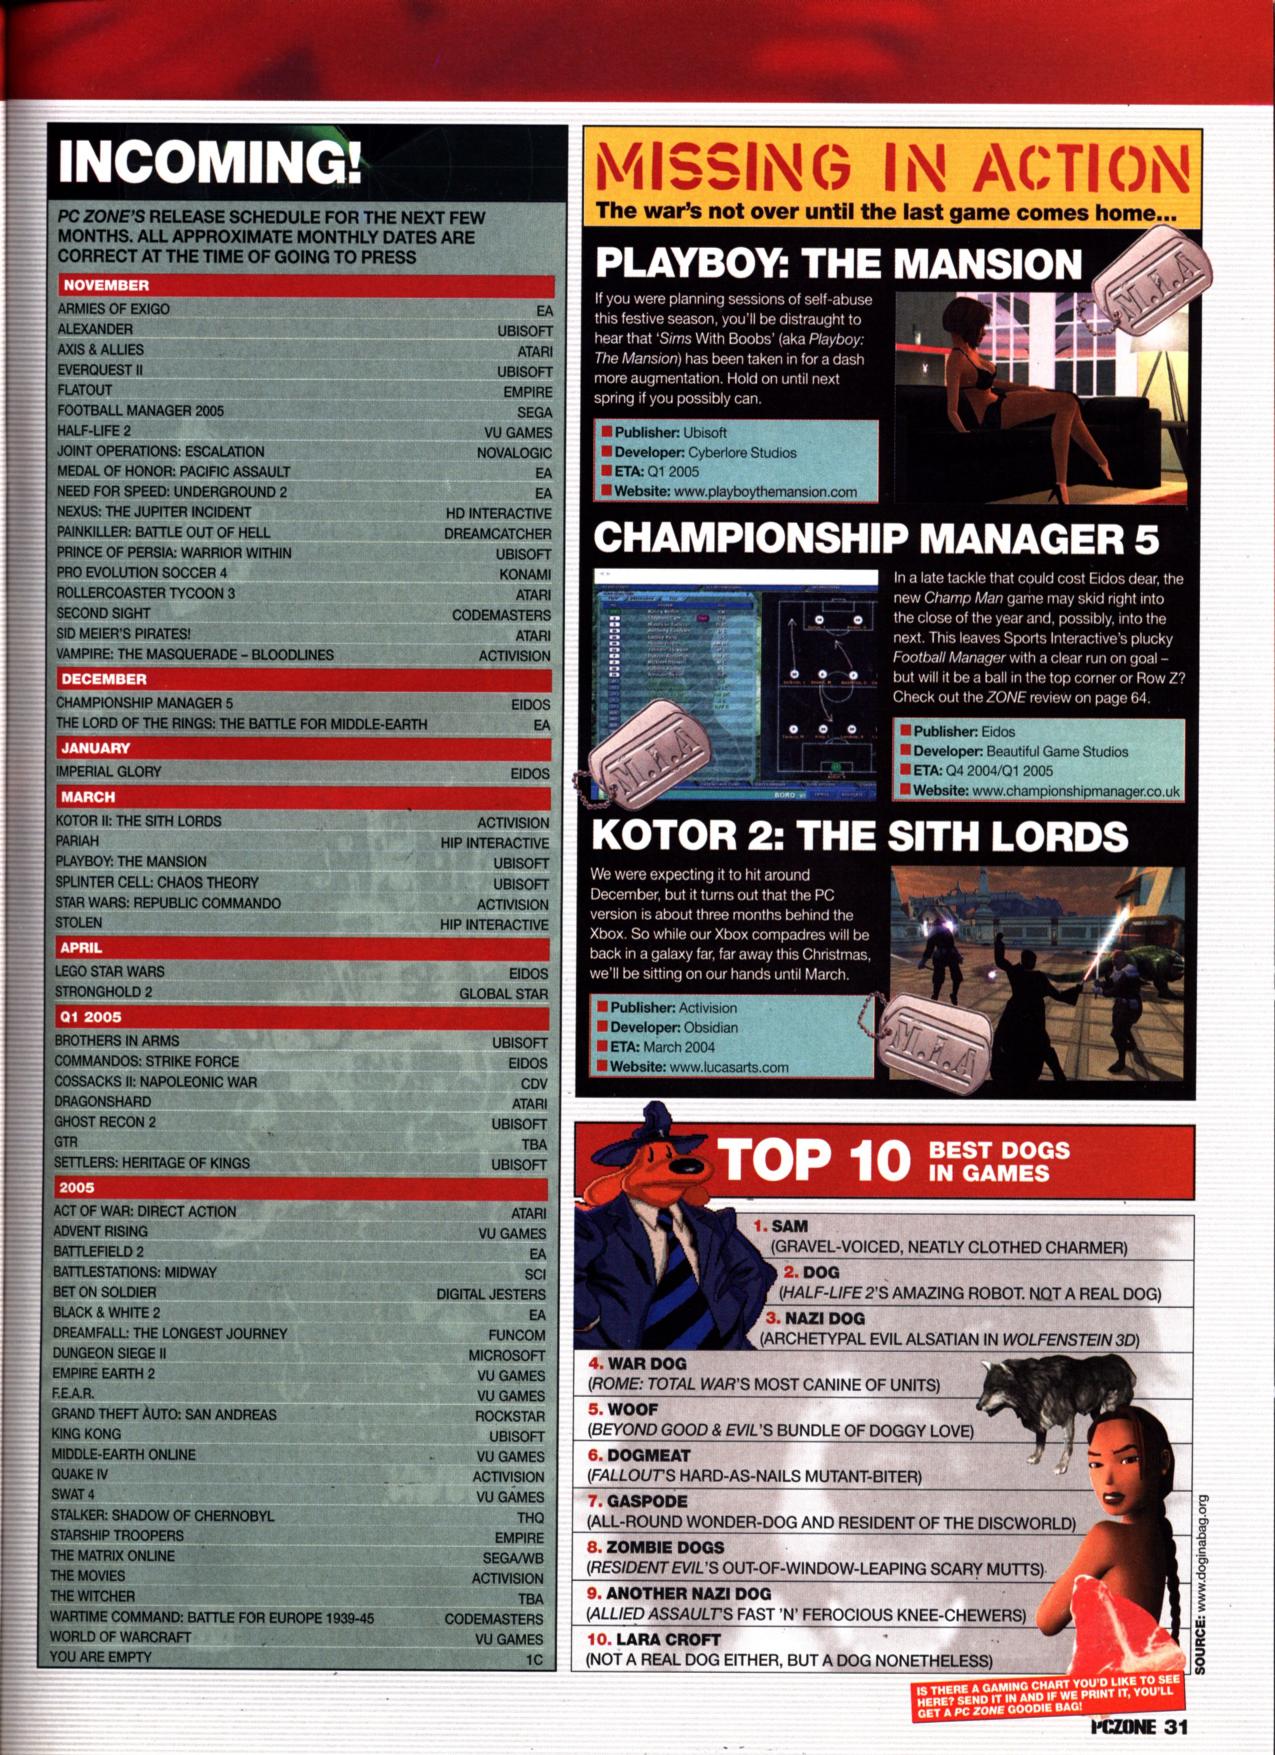 INCOMING!
PC ZONE'S RELEASE SCHEDULE FOR THE NEXT FEW
MONTHS. ALL APPROXIMATE MONTHLY DATES ARE
CORRECT AT THE TIME OF GOING TO PRESS
NOVEMBER
ARMIES OF EXIGO EA
ALEXANDER UBISOFT
AXIS & ALLIES ATARI
EVERQUEST II UBISOFT
FLATOUT EMPIRE
FOOTBALL MANAGER 2005 SEGA
HALF-LIFE 2 VU GAMES
JOINT OPERATIONS: ESCALATION NOVALOGIC
MEDAL OF HONOR: PACIFIC ASSAULT EA
NEED FOR SPEED: UNDERGROUND 2 EA
NEXUS: THE JUPITER INCIDENT HD INTERACTIVE
PAINKILLER: BATTLE OUT OF HELL DREAMCATCHER
PRINCE OF PERSIA: WARRIOR WITHIN UBISOFT
PRO EVOLUTION SOCCER 4 KONAMI
ROLLERCOASTER TYCOON 3 ATARI
SECOND SIGHT CODEMASTERS
SID MEIER'S PIRATES! ATARI
VAMPIRE: THE MASQUERADE – BLOODLINES ACTIVISION
DECEMBER
CHAMPIONSHIP MANAGER 5 EIDOS
THE LORD OF THE RINGS: THE BATTLE FOR MIDDLE-EARTH EA
JANUARY
IMPERIAL GLORY EIDOS
MARCH
KOTOR II: THE SITH LORDS ACTIVISION
PARIAH HIP INTERACTIVE
PLAYBOY: THE MANSION UBISOFT
SPLINTER CELL: CHAOS THEORY UBISOFT
STAR WARS: REPUBLIC COMMANDO ACTIVISION
STOLEN HIP INTERACTIVE
APRIL
LEGO STAR WARS EIDOS
STRONGHOLD 2 GLOBAL STAR
Q1 2005
BROTHERS IN ARMS UBISOFT
COMMANDOS: STRIKE FORCE EIDOS
COSSACKS II: NAPOLEONIC WAR CDV
DRAGONSHARD ATARI
GHOST RECON 2 UBISOFT
GTR TBA
SETTLERS: HERITAGE OF KINGS UBISOFT
2005
ACT OF WAR: DIRECT ACTION ATARI
ADVENT RISING VU GAMES
BATTLEFIELD 2 EA
BATTLESTATIONS: MIDWAY SCI
BET ON SOLDIER DIGITAL JESTERS
BLACK & WHITE 2 EA
DREAMFALL: THE LONGEST JOURNEY FUNCOM
DUNGEON SIEGE II MICROSOFT
EMPIRE EARTH 2 VU GAMES
F.E.A.R. VU GAMES
GRAND THEFT AUTO: SAN ANDREAS ROCKSTAR
KING KONG UBISOFT
MIDDLE-EARTH ONLINE VU GAMES
QUAKE IV ACTIVISION
SWAT 4 VU GAMES
STALKER: SHADOW OF CHERNOBYL THQ
STARSHIP TROOPERS EMPIRE
THE MATRIX ONLINE SEGA/WB
THE MOVIES ACTIVISION
THE WITCHER TBA
WARTIME COMMAND: BATTLE FOR EUROPE 1939-45 CODEMASTERS
WORLD OF WARCRAFT VU GAMES
YOU ARE EMPTY 1C
MISSING IN ACTION
The war's not over until the last game comes home...
PLAYBOY: THE MANSION
M.I.A
If you were planning sessions of self-abuse
this festive season, you'll be distraught to
hear that 'Sims With Boobs' (aka Playboy:
The Mansion) has been taken in for a dash
more augmentation. Hold on until next
spring if you possibly can.
Publisher: Ubisoft
Developer: Cyberlore Studios
ETA: Q1 2005
Website: www.playboythemansion.com
CHAMPIONSHIP MANAGER 5
In a late tackle that could cost Eidos dear, the
new Champ Man game may skid right into
the close of the year and, possibly, into the
next. This leaves Sports Interactive's plucky
Football Manager with a clear run on goal –
but will it be a ball in the top corner or Row Z?
Check out the ZONE review on page 64.
M.I.A
BORO
Publisher: Eidos
Developer: Beautiful Game Studios
ETA: Q4 2004/Q1 2005
Website: www.championshipmanager.co.uk
KOTOR 2: THE SITH LORDS
We were expecting it to hit around
December, but it turns out that the PC
version is about three months behind the
Xbox. So while our Xbox compadres will be
back in a galaxy far, far away this Christmas,
we'll be sitting on our hands until March.
Publisher: Activision
Developer: Obsidian
ETA: March 2004
Website: www.lucasarts.com
M.I.A
TOP 10 BEST DOGS
IN GAMES
1. SAM
(GRAVEL-VOICED, NEATLY CLOTHED CHARMER)
2. DOG
(HALF-LIFE 2'S AMAZING ROBOT. NOT A REAL DOG)
3. NAZI DOG
(ARCHETYPAL EVIL ALSATIAN IN WOLFENSTEIN 3D)
4. WAR DOG
(ROME: TOTAL WAR'S MOST CANINE OF UNITS)
5. WOOF
(BEYOND GOOD & EVIL'S BUNDLE OF DOGGY LOVE)
6. DOGMEAT
(FALLOUT'S HARD-AS-NAILS MUTANT-BITER)
7. GASPODE
(ALL-ROUND WONDER-DOG AND RESIDENT OF THE DISCWORLD)
8. ZOMBIE DOGS
(RESIDENT EVIL'S OUT-OF-WINDOW-LEAPING SCARY MUTTS)
9. ANOTHER NAZI DOG
(ALLIED ASSAULT'S FAST 'N' FEROCIOUS KNEE-CHEWERS)
10. LARA CROFT
(NOT A REAL DOG EITHER, BUT A DOG NONETHELESS)
SOURCE: www.doginabag.org
IS THERE A GAMING CHART YOU'D LIKE TO SEE
HERE? SEND IT IN AND IF WE PRINT IT, YOU'LL
GET A PC ZONE GOODIE BAG!
PCZONE 31